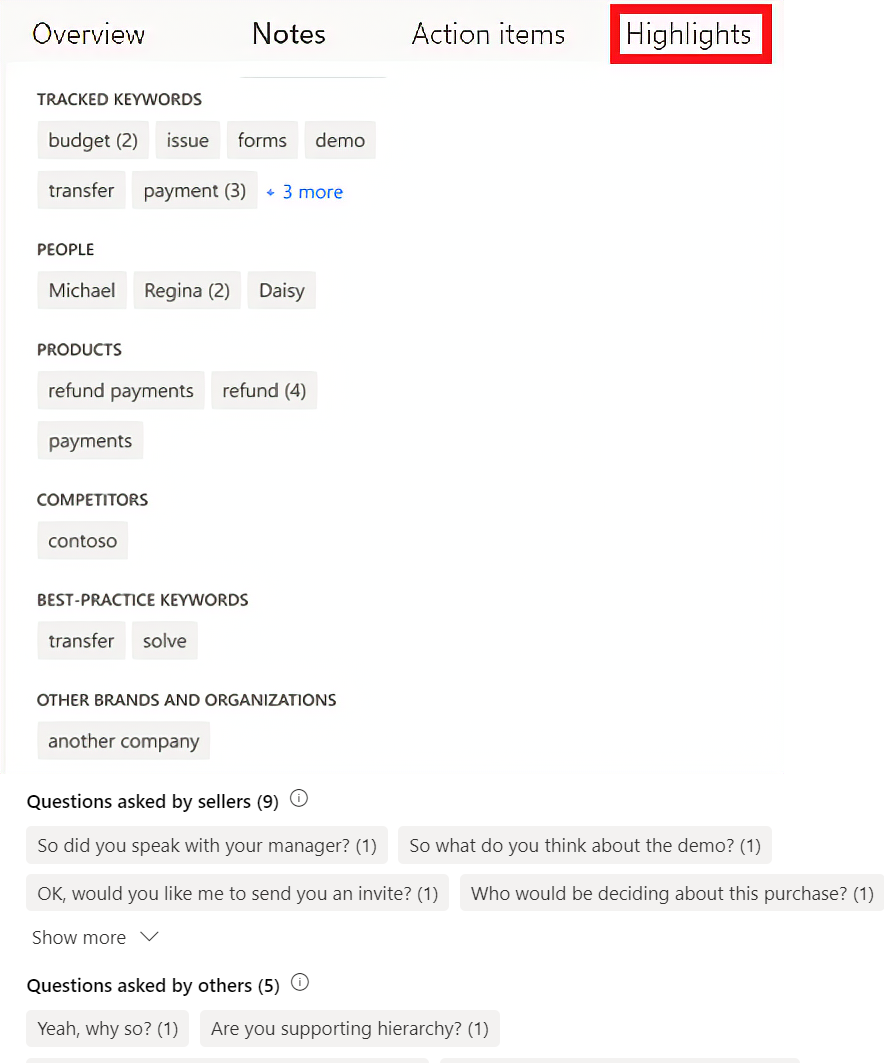 Overview Notes Action items Highlights
TRACKED KEYWORDS
budget (2) issue forms demo
transfer payment (3) + 3 more
PEOPLE
Michael Regina (2) Daisy
PRODUCTS
refund payments refund (4)
payments
COMPETITORS
contoso
BEST-PRACTICE KEYWORDS
transfer solve
OTHER BRANDS AND ORGANIZATIONS
another company
Questions asked by sellers (9)
So did you speak with your manager? (1) So what do you think about the demo? (1)
OK, would you like me to send you an invite? (1) Who would be deciding about this purchase? (1)
Show more
Questions asked by others (5)
Yeah, why so? (1) Are you supporting hierarchy? (1)